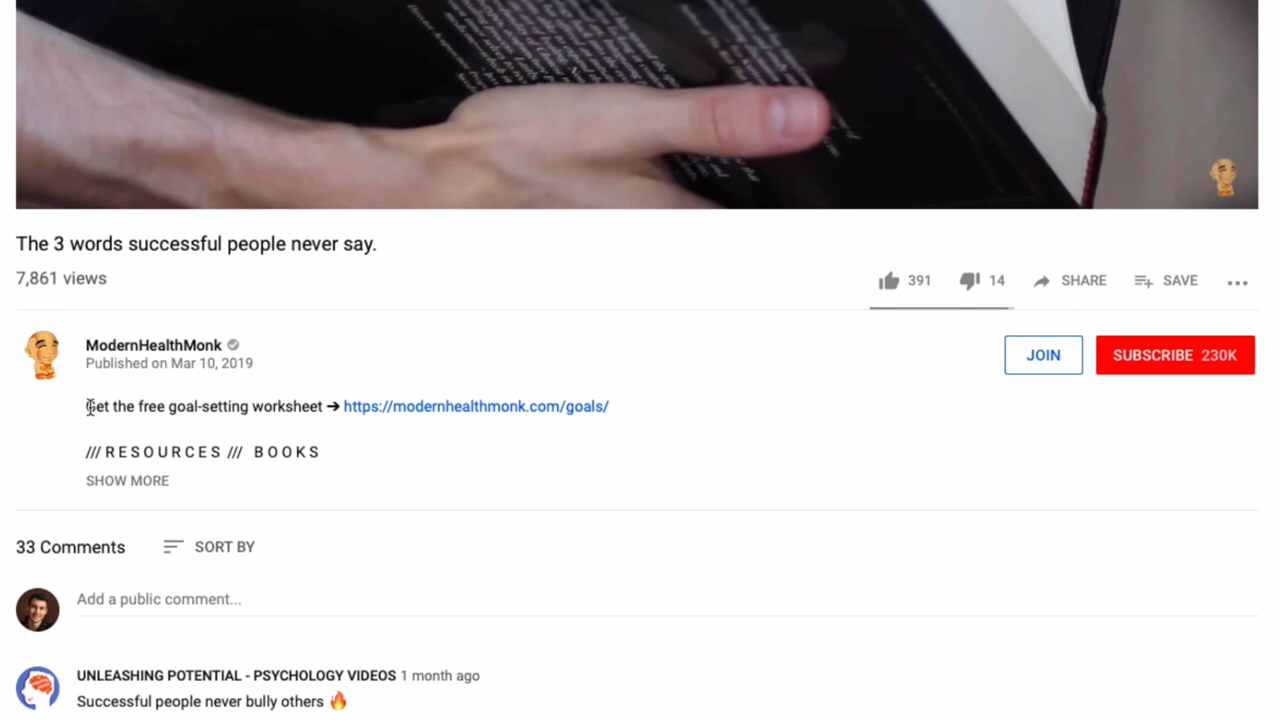 The 3 words successful people never say.
7,861 views
391
14
SHARE
SAVE
ModernHealthMonk
Published on Mar 10, 2019
JOIN
SUBSCRIBE 230K
Get the free goal-setting worksheet ➔ https://modernhealthmonk.com/goals/
/// R E S O U R C E S /// B O O K S
SHOW MORE
33 Comments
SORT BY
Add a public comment...
UNLEASHING POTENTIAL - PSYCHOLOGY VIDEOS 1 month ago
Successful people never bully others 🔥